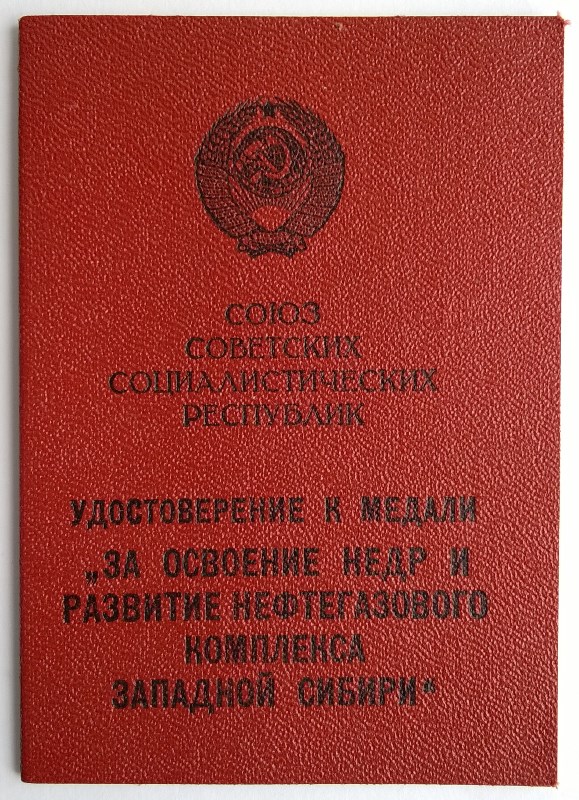 СОЮЗ
СОВЕТСКИХ
СОЦИАЛИСТИЧЕСКИХ
РЕСПУБЛИК
УДОСТОВЕРЕНИЕ К МЕДАЛИ
„ЗА ОСВОЕНИЕ НЕДР И
РАЗВИТИЕ НЕФТЕГАЗОВОГО
КОМПЛЕКСА
ЗАПАДНОЙ СИБИРИ“